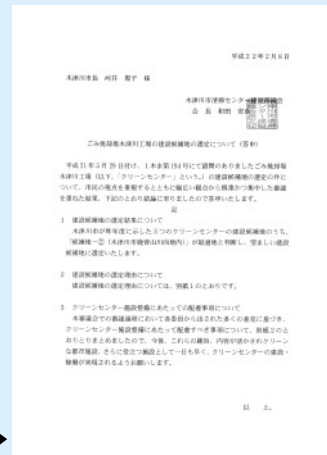 平成22年2月8日
木津川市長 河井 規子 様
木津川市清掃センター建設審議会
会長 和田
ごみ焼却場木津川工場の建設候補地の選定について(答申)
平成21年5月29日付け、1木ま第184号にて諮問のありましたごみ焼却場
木津川工場(以下、「クリーンセンター」という。)の建設候補地の選定の件に
ついて、市民の視点を重視するとともに幅広い観点から慎重かつ集中した審議
を重ねた結果、下記のとおり結論に至りましたので答申いたします。
記
1 建設候補地の選定結果について
木津川市が昨年度に示した5つのクリーンセンターの建設候補地のうち、
「候補地-②(木津川市鹿背山川向地内)」が最適地と判断し、望ましい建設
候補地に選定いたします。
2 建設候補地の選定理由について
建設候補地の選定理由については、別紙1のとおりです。
3 クリーンセンター施設整備にあたっての配慮事項について
本審議会での審議過程において各委員から出された多くの意見に基づき、
クリーンセンター施設整備にあたって配慮すべき事項について、別紙2のと
おりとりまとめましたので、今後、これらの趣旨、内容が活かされクリーン
な都市施設、さらに役立つ施設として一日も早く、クリーンセンターの建設・
稼働が実現されるようお願いします。
以 上。